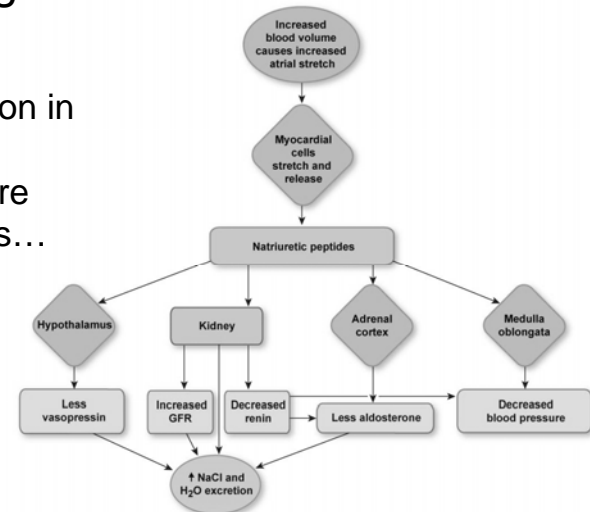 on in
re
s…
Increased
blood volume
causes increased
atrial stretch
Myocardial
cells
stretch and
release
Natriuretic peptides
Hypothalamus
Kidney
Adrenal
cortex
Medulla
oblongata
Less
vasopressin
Increased
GFR
Decreased
renin
Less aldosterone
Decreased
blood pressure
↑ NaCl and
H₂O excretion